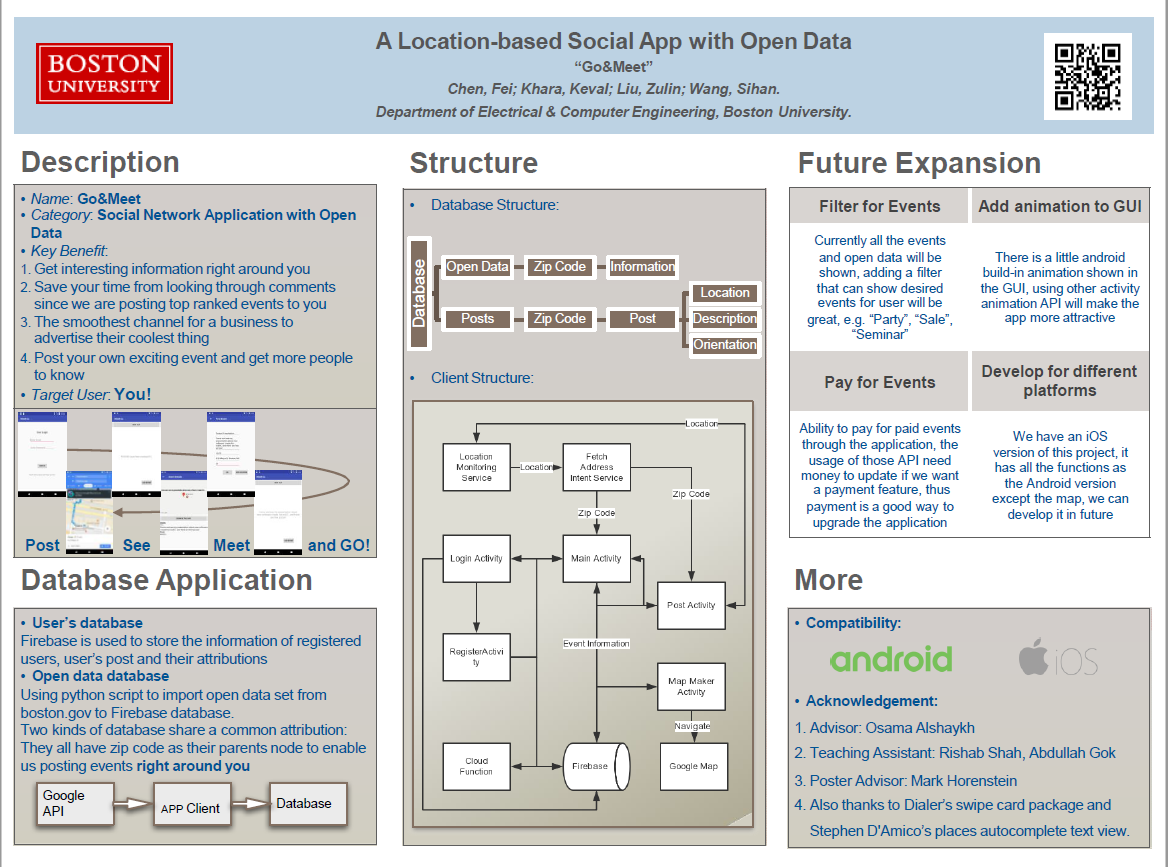 BOSTON
UNIVERSITY
A Location-based Social App with Open Data
“Go&Meet”
Chen, Fei; Khara, Keval; Liu, Zulin; Wang, Sihan.
Department of Electrical & Computer Engineering, Boston University.
Description
• Name: Go&Meet
• Category: Social Network Application with Open
Data
• Key Benefit:
1. Get interesting information right around you
2. Save your time from looking through comments
since we are posting top ranked events to you
3. The smoothest channel for a business to
advertise their coolest thing
4. Post your own exciting event and get more people
to know
• Target User: You!
Post See Meet and GO!
Database Application
• User’s database
Firebase is used to store the information of registered
users, user’s post and their attributions
• Open data database
Using python script to import open data set from
boston.gov to Firebase database.
Two kinds of database share a common attribution:
They all have zip code as their parents node to enable
us posting events right around you
Google
API
APP Client
Database
Structure
• Database Structure:
Database
Open Data
Zip Code
Information
Posts
Zip Code
Post
Location
Description
Orientation
• Client Structure:
Location
Location
Monitoring
Service
Location
Fetch
Address
Intent Service
Zip Code
Zip Code
Login Activity
Main Activity
Post Activity
Event Information
RegisterActivi
ty
Map Maker
Activity
Navigate
Cloud
Function
Firebase
Google Map
Future Expansion
Filter for Events
Currently all the events
and open data will be
shown, adding a filter
that can show desired
events for user will be
great, e.g. “Party”, “Sale”,
“Seminar”
Add animation to GUI
There is a little android
build-in animation shown in
the GUI, using other activity
animation API will make the
app more attractive
Pay for Events
Ability to pay for paid events
through the application, the
usage of those API need
money to update if we want
a payment feature, thus
payment is a good way to
upgrade the application
Develop for different
platforms
We have an iOS
version of this project, it
has all the functions as
the Android version
except the map, we can
develop it in future
More
• Compatibility:
android
iOS
• Acknowledgement:
1. Advisor: Osama Alshaykh
2. Teaching Assistant: Rishab Shah, Abdullah Gok
3. Poster Advisor: Mark Horenstein
4. Also thanks to Dialer’s swipe card package and
Stephen D'Amico’s places autocomplete text view.